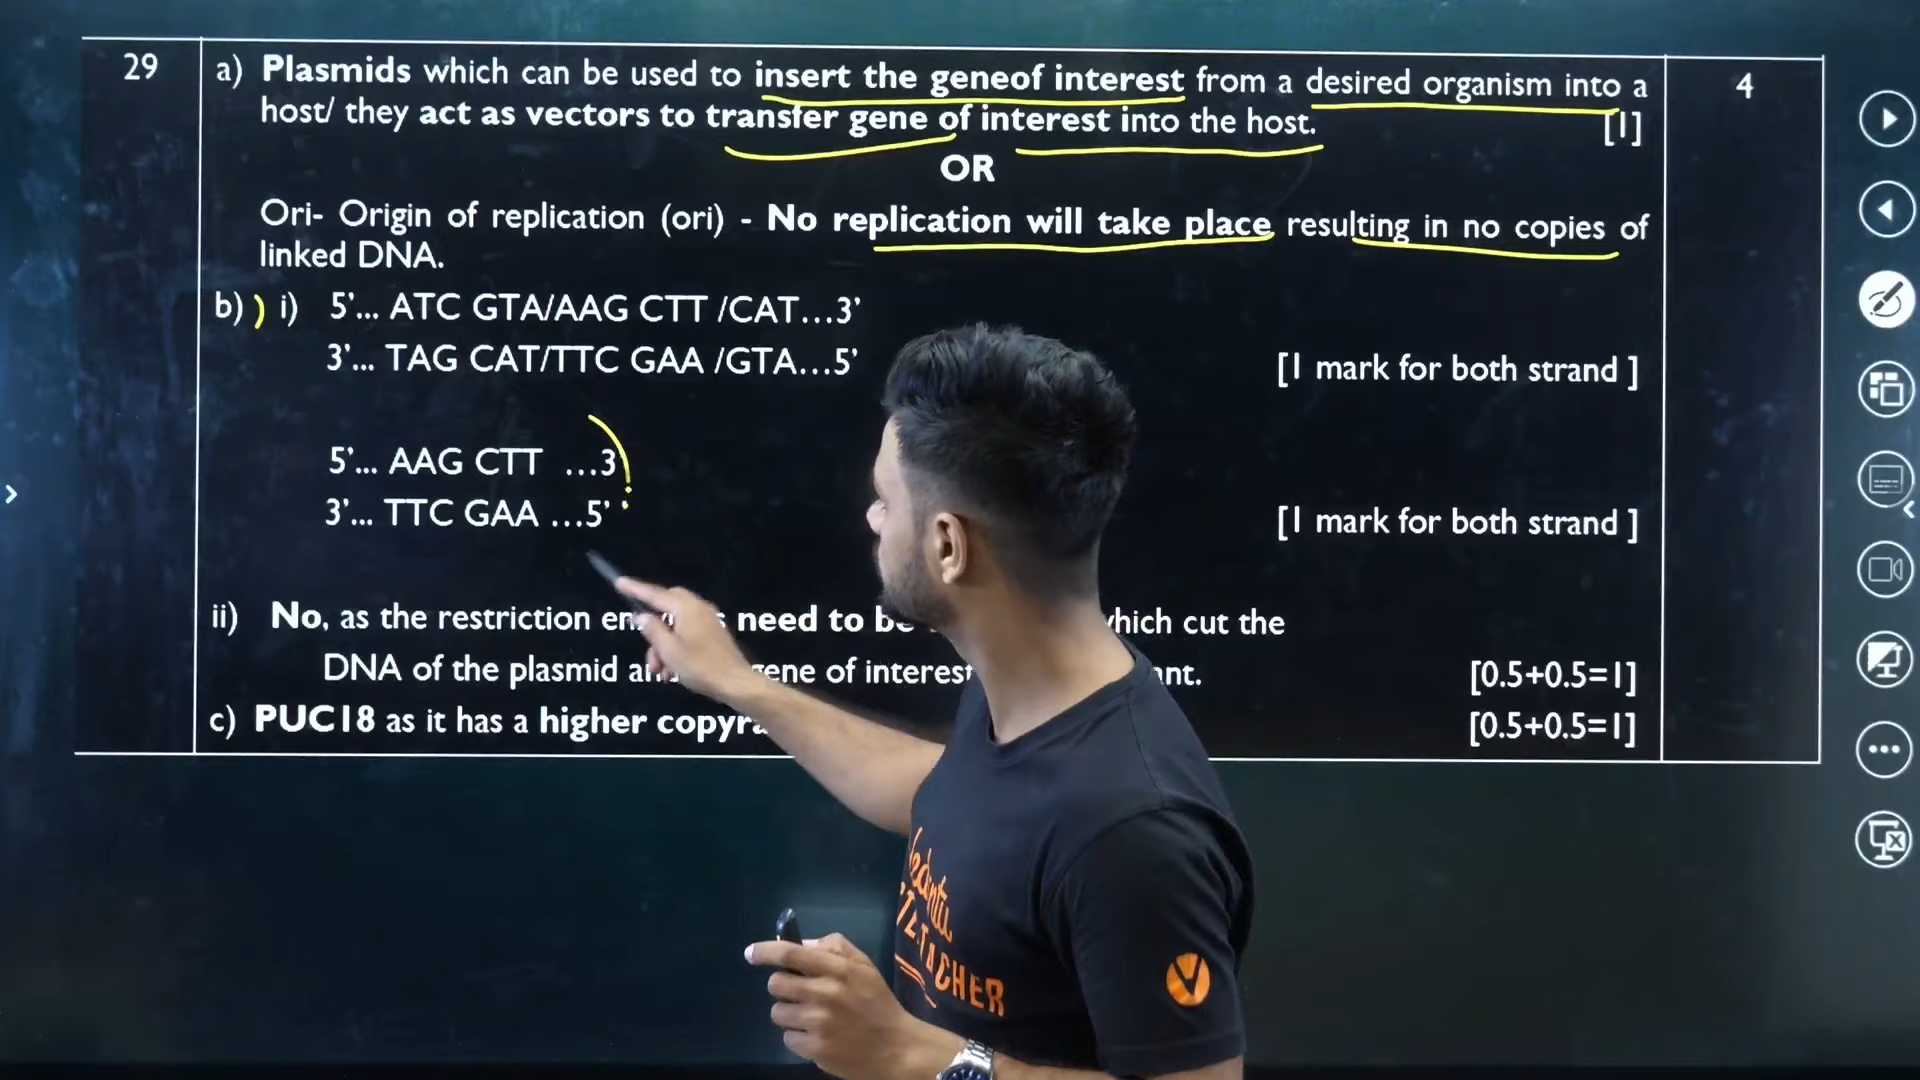 29
a) Plasmids which can be used to insert the geneof interest from a desired organism into a
host/ they act as vectors to transfer gene of interest into the host. [1]
4
OR
Ori- Origin of replication (ori) - No replication will take place resulting in no copies of
linked DNA.
b) ) i) 5'... ATC GTA/AAG CTT /CAT...3'
3'... TAG CAT/TTC GAA /GTA...5' [1 mark for both strand ]
5'... AAG CTT ...3
3'... TTC GAA ...5' [1 mark for both strand ]
ii) No, as the restriction need to be which cut the
DNA of the plasmid gene of interest [0.5+0.5=1]
c) PUC18 as it has a higher [0.5+0.5=1]